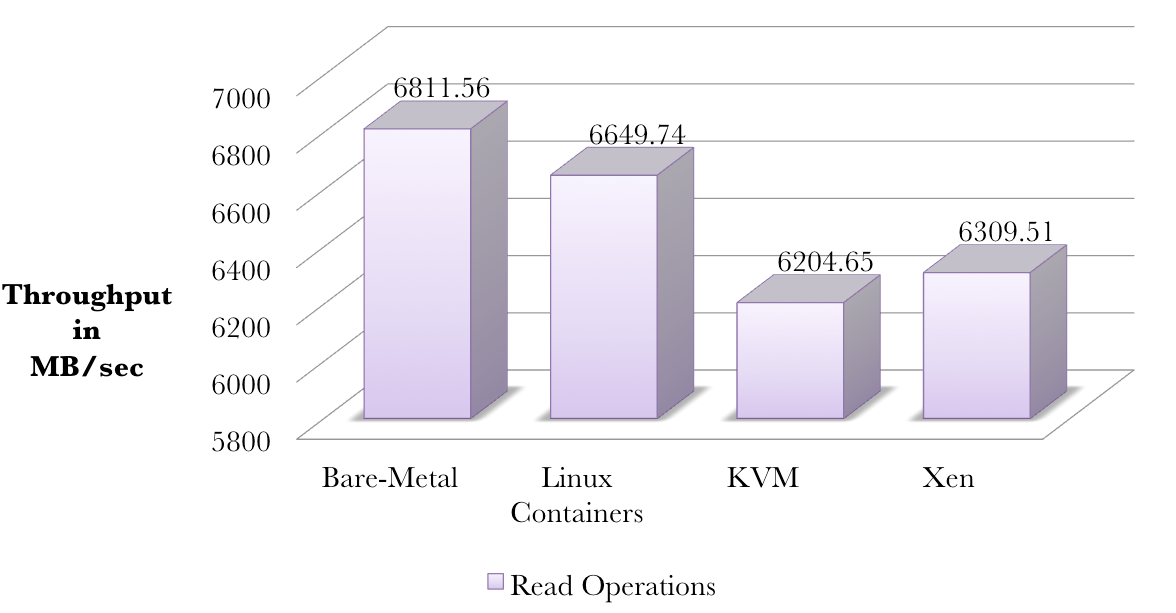 7000
6800
6600
6400
6200
6000
5800
Throughput
in
MB/sec
6811.56
6649.74
6204.65
6309.51
Bare-Metal
Linux
Containers
KVM
Xen
Read Operations